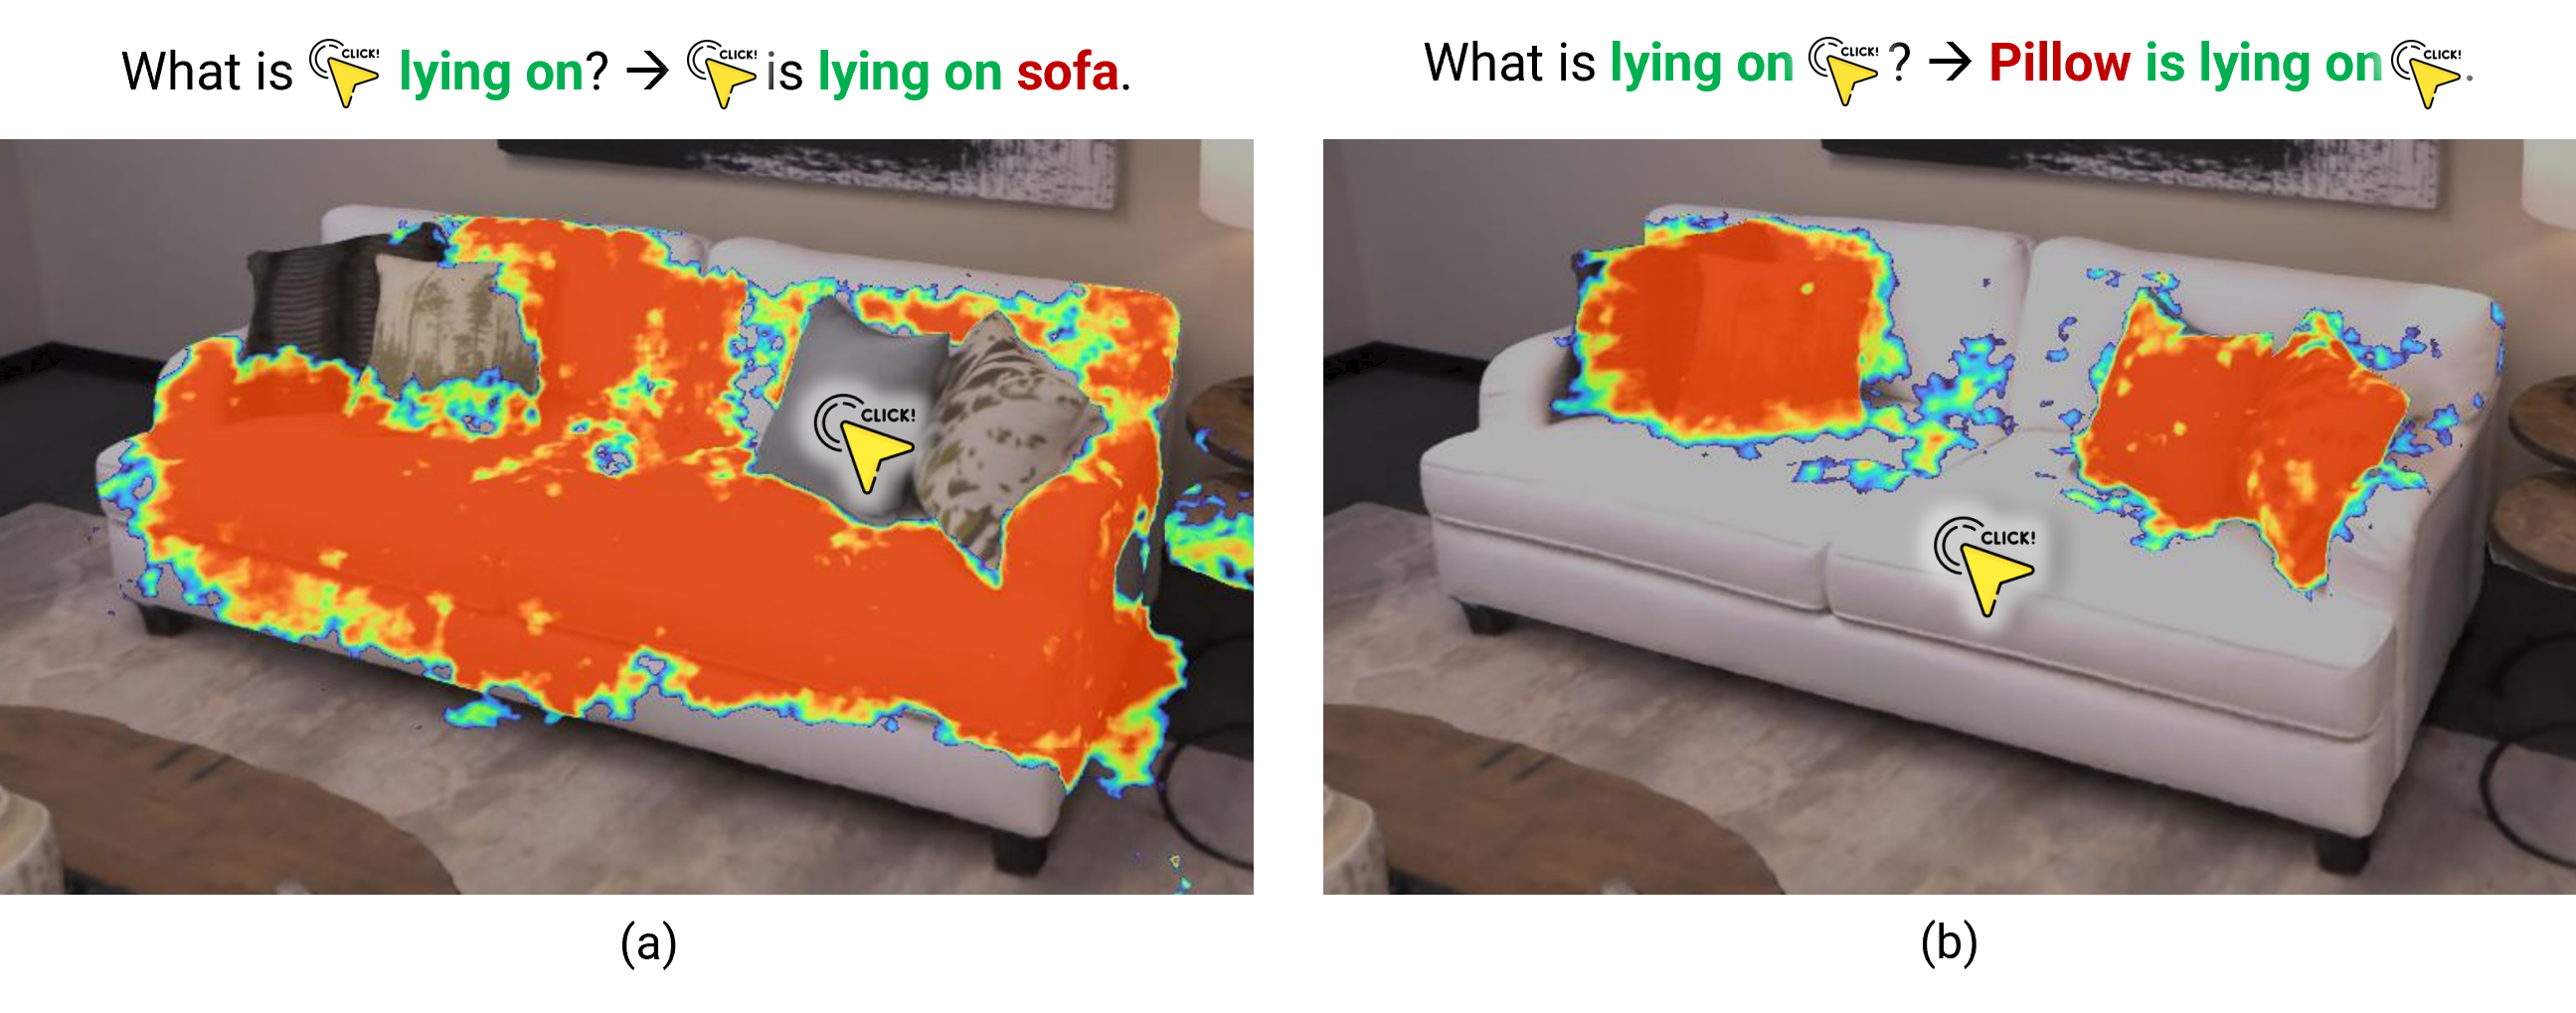 What is CLICK! lying on? → CLICK! is lying on sofa.
What is lying on CLICK! ? → Pillow is lying on CLICK! .
CLICK!
CLICK!
(a)
(b)